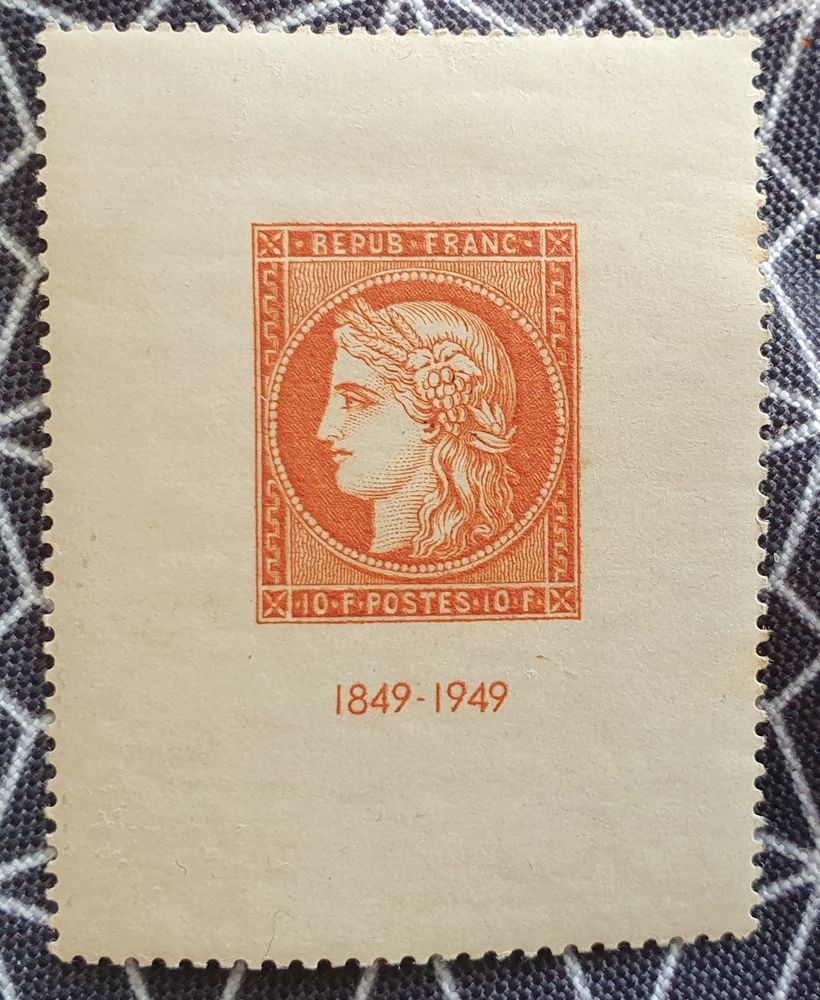 · REPUB · FRANC ·
· 10 · F · POSTES · 10 · F ·
1849-1949